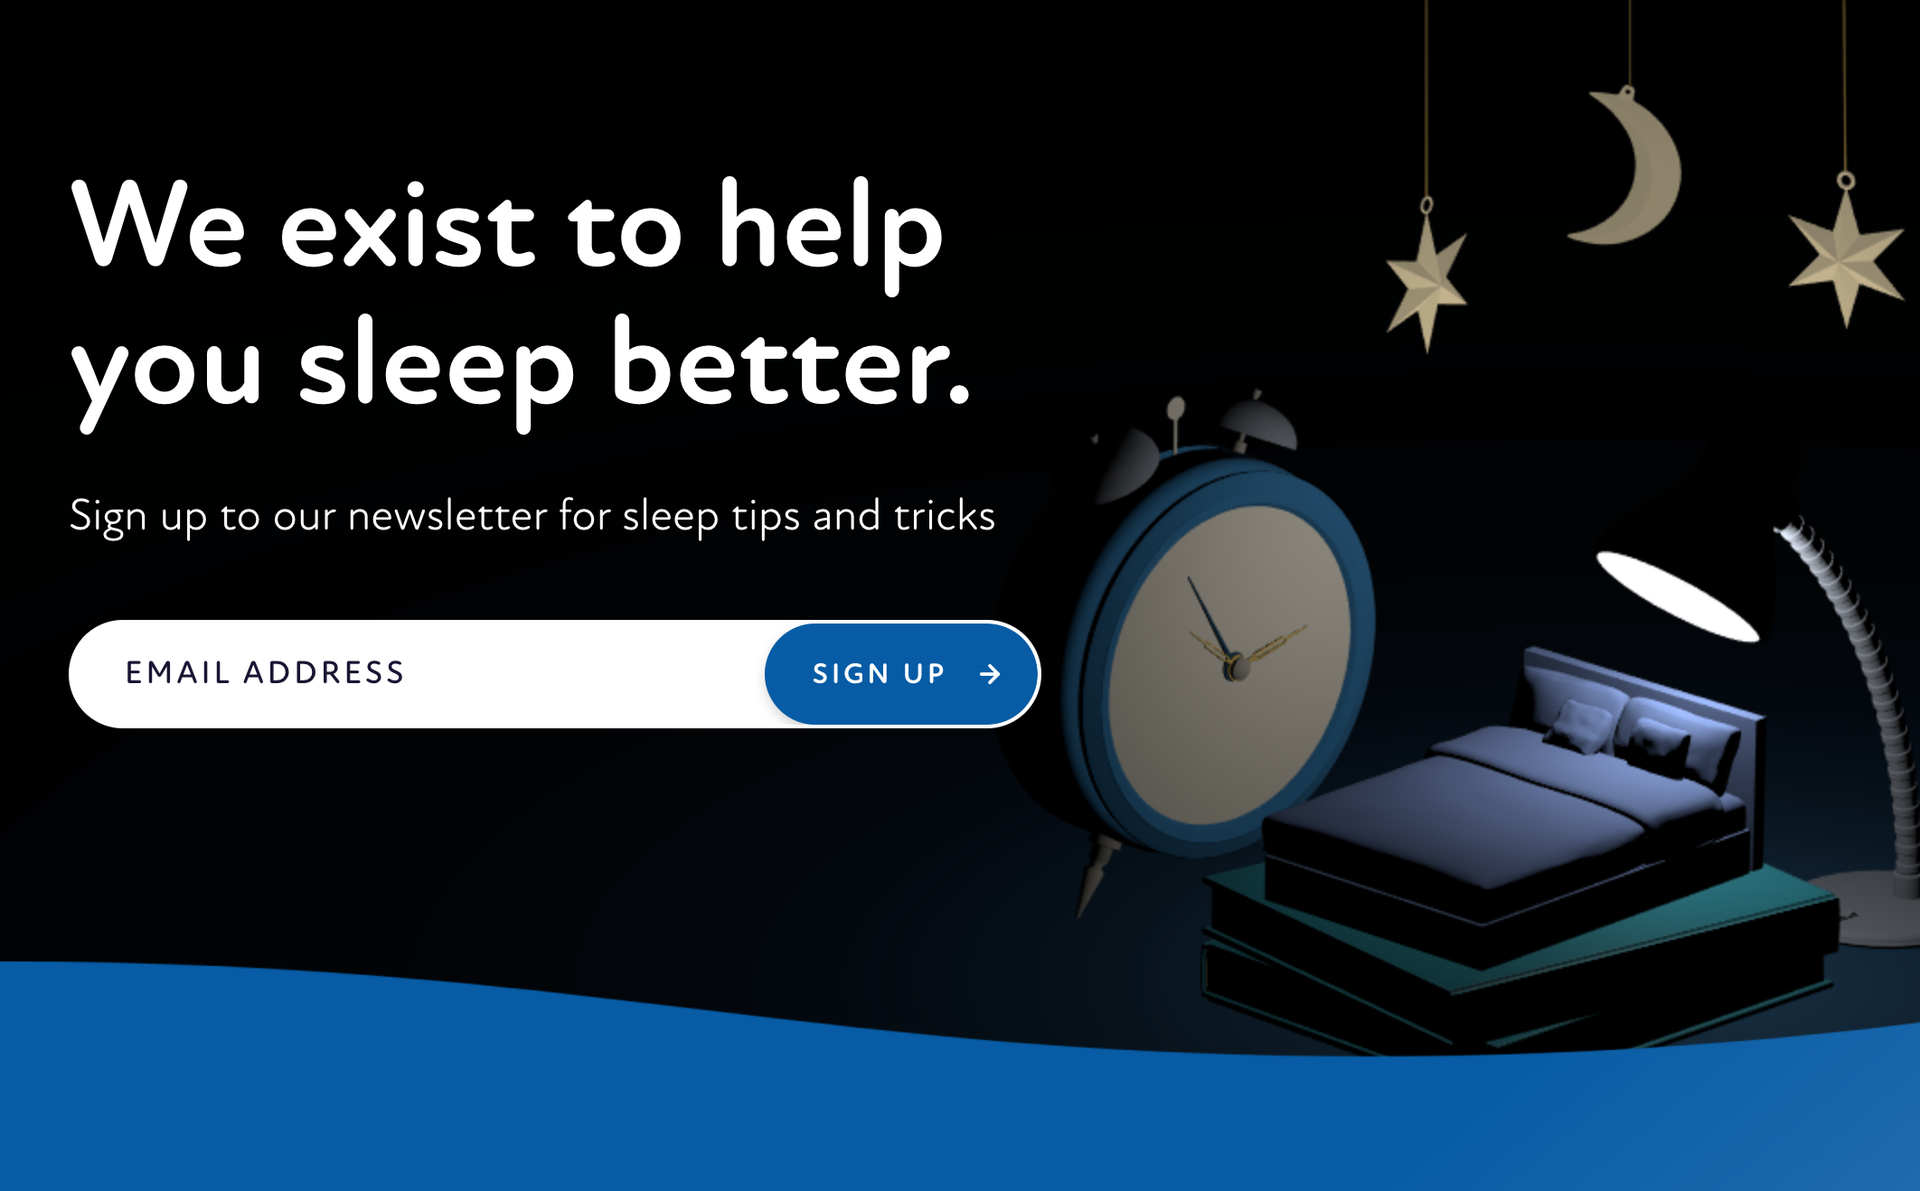 We exist to help
you sleep better.
Sign up to our newsletter for sleep tips and tricks
EMAIL ADDRESS
SIGN UP →